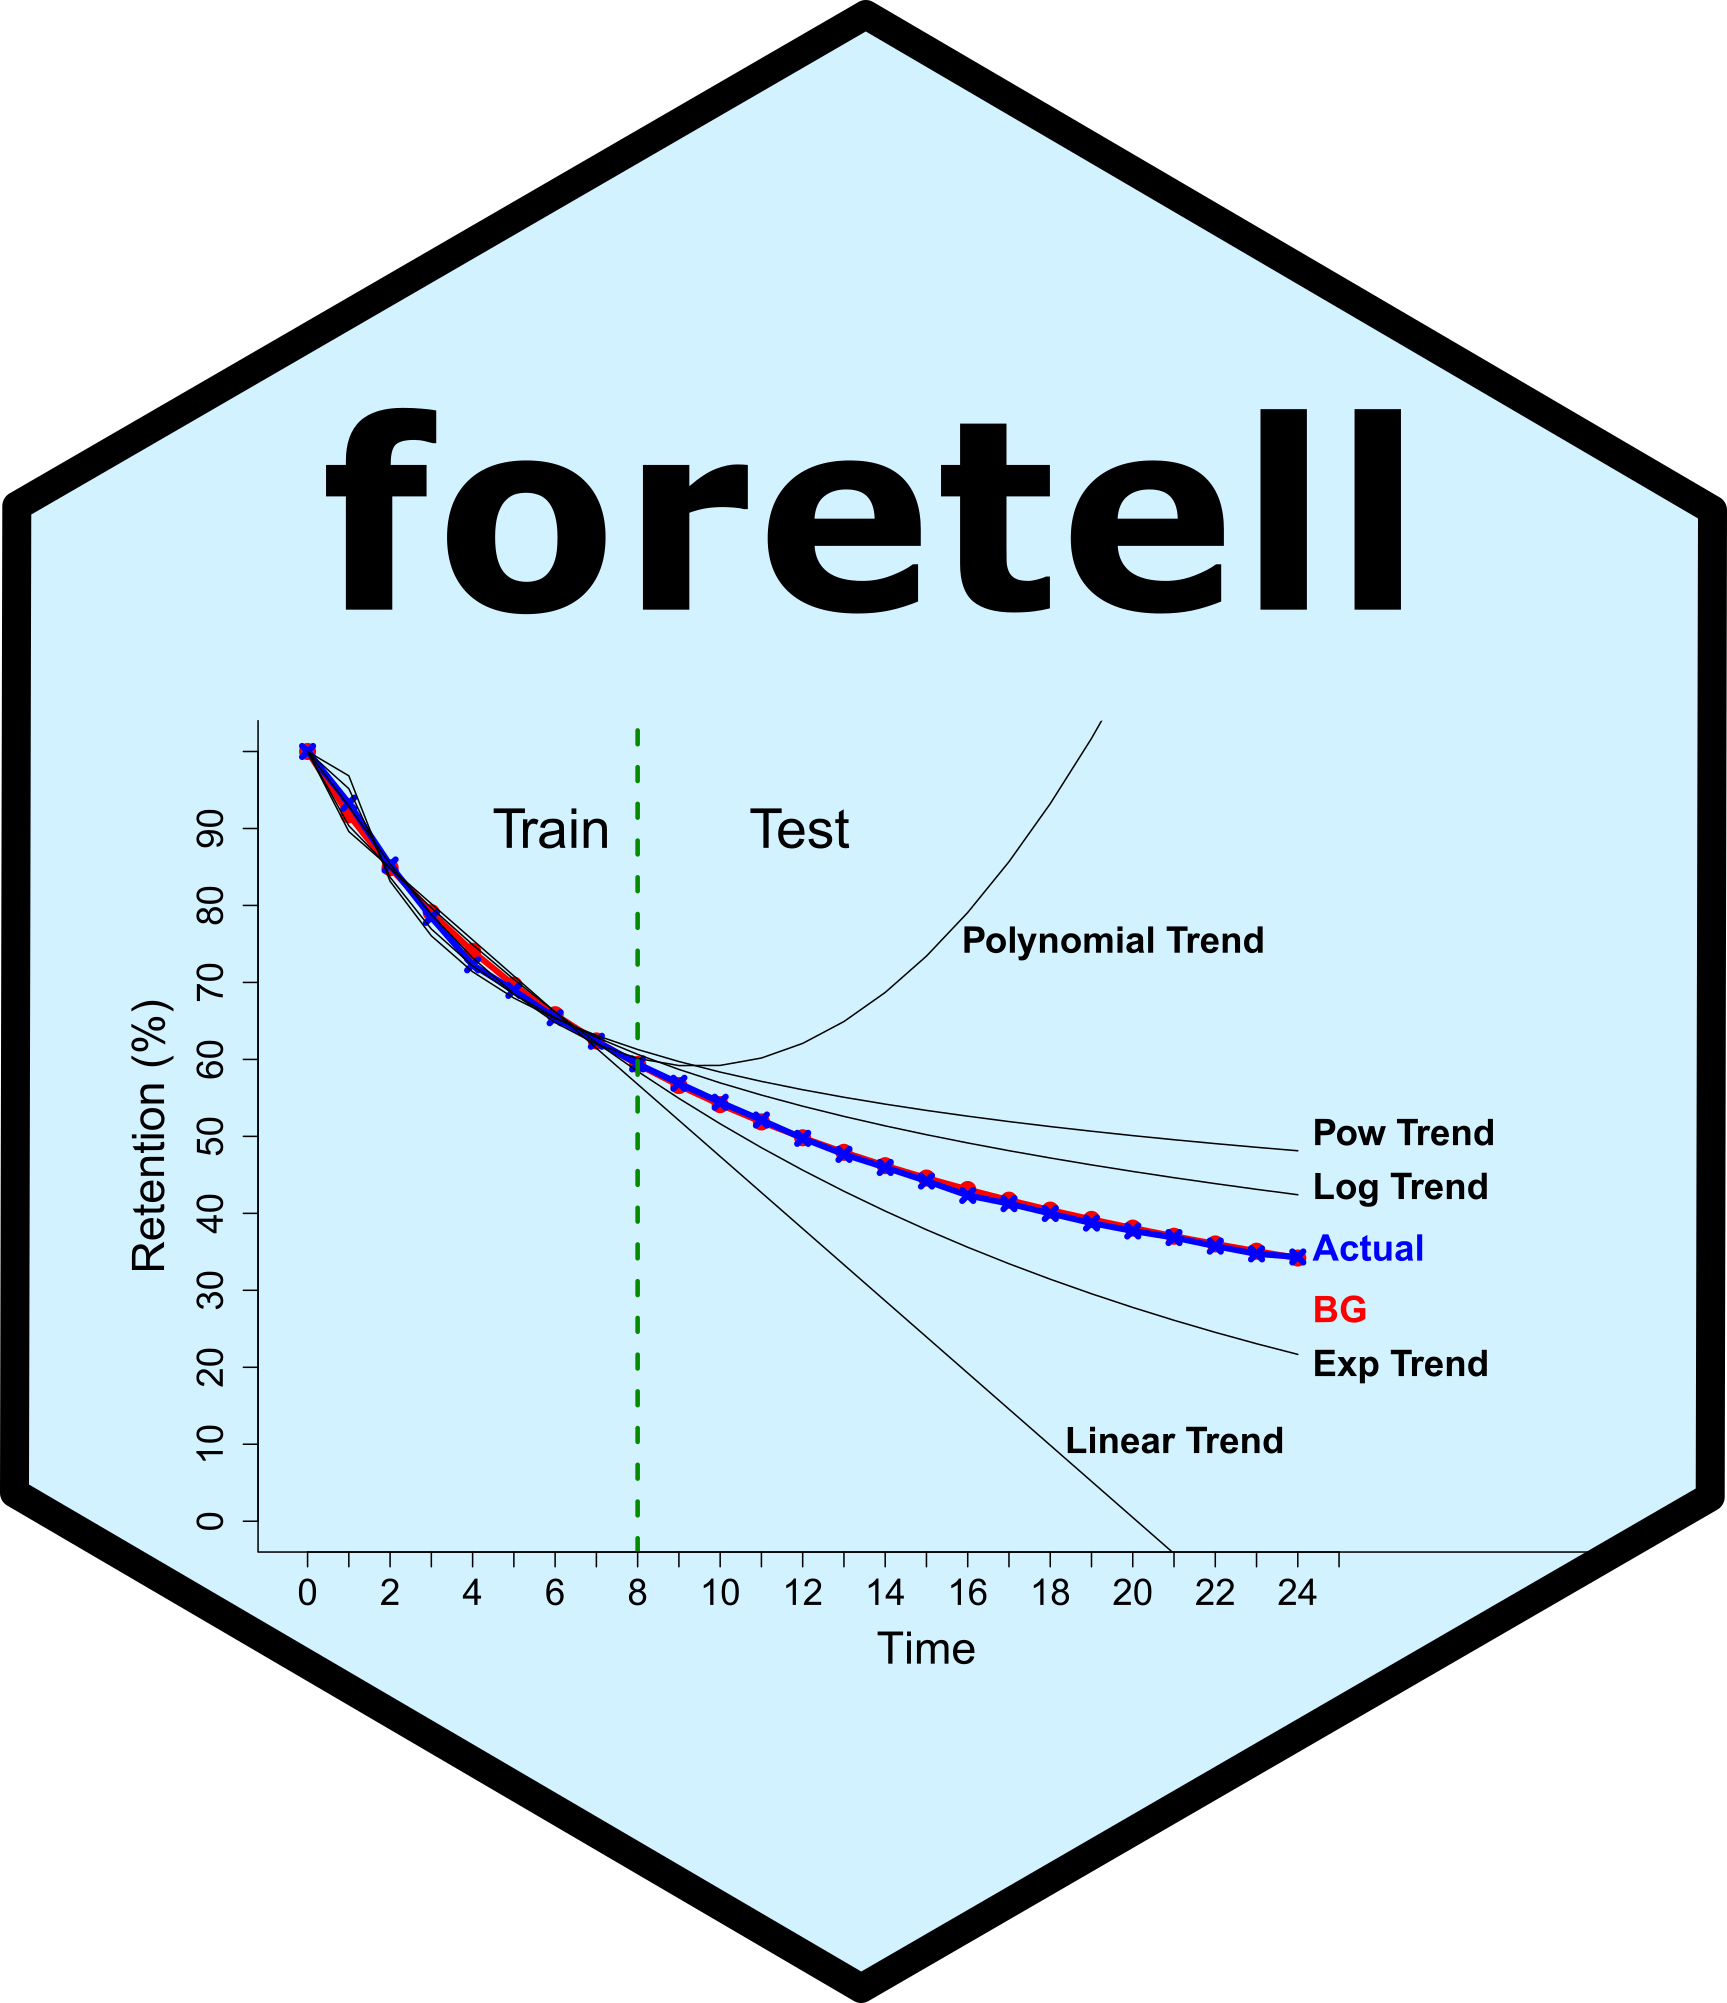 foretell
Train
Test
Polynomial Trend
Pow Trend
Log Trend
Actual
BG
Exp Trend
Linear Trend
Retention (%)
90
80
70
60
50
40
30
20
10
0
0 2 4 6 8 10 12 14 16 18 20 22 24
Time